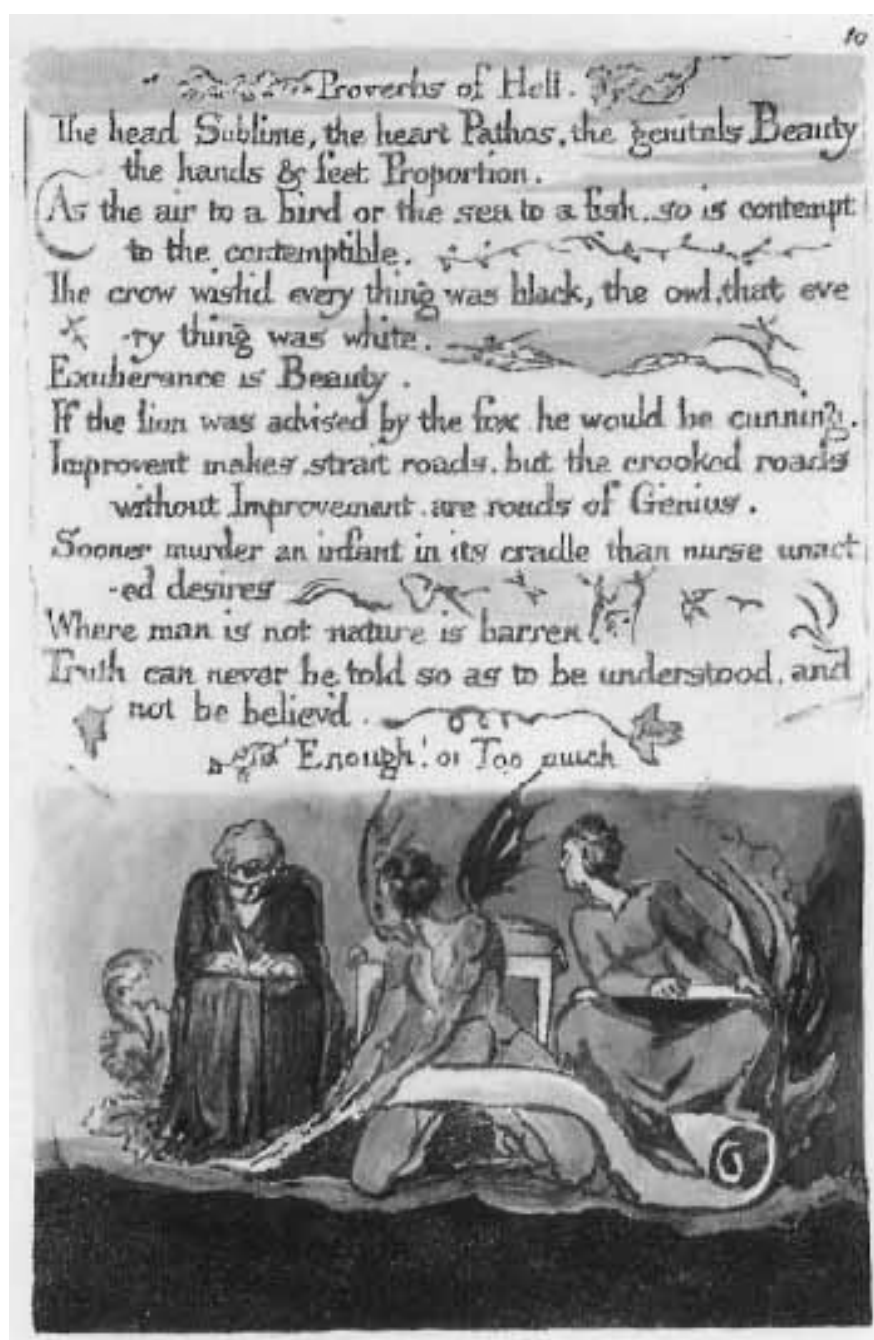 10
Proverbs of Hell.
The head Sublime, the heart Pathos, the genitals Beauty
the hands & feet Proportion.
As the air to a bird or the sea to a fish, so is contempt
to the contemptible.
The crow wish'd every thing was black, the owl, that eve
-ry thing was white.
Exuberance is Beauty.
If the lion was advised by the fox he would be cunning.
Improvent makes strait roads, but the crooked roads
without Improvement, are roads of Genius.
Sooner murder an infant in its cradle than nurse unact
-ed desires
Where man is not nature is barren.
Truth can never be told so as to be understood, and
not be believ'd.
Enough! or Too much